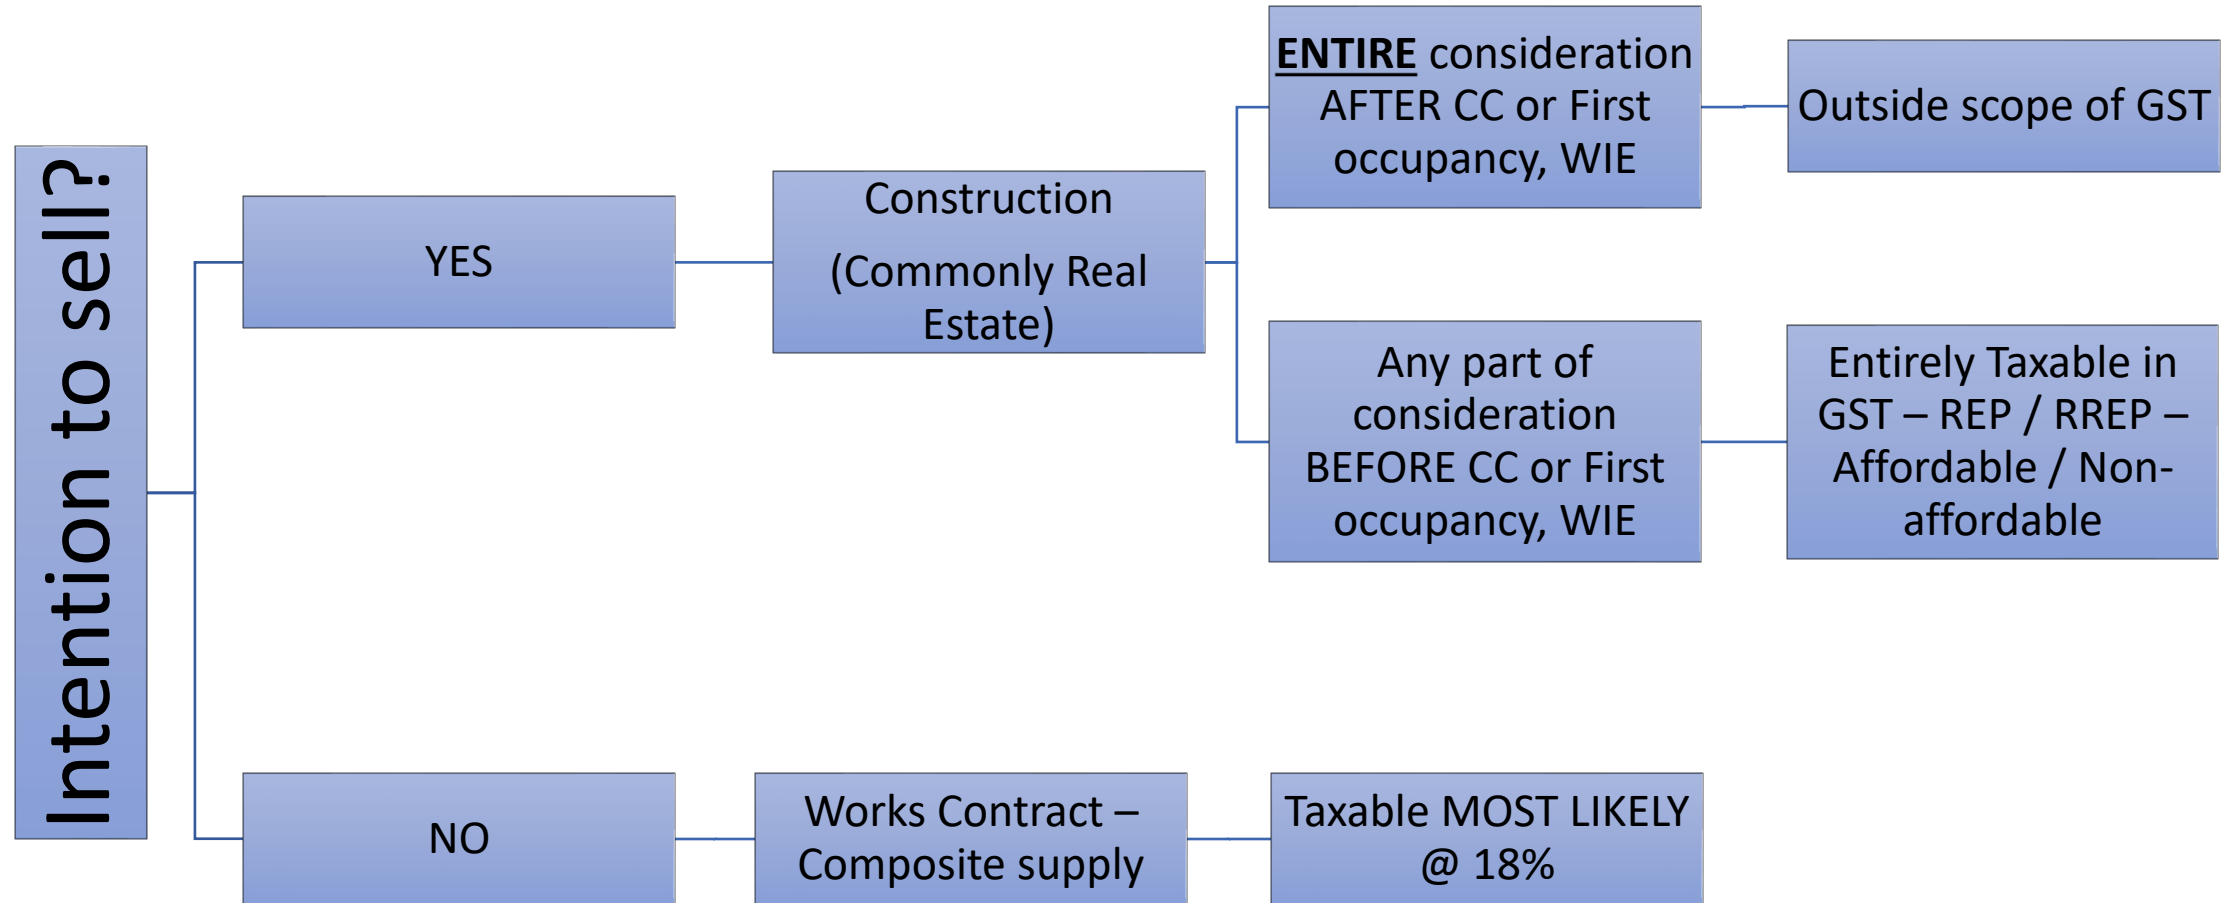 Intention to sell?
YES
Construction
(Commonly Real
Estate)
ENTIRE consideration
AFTER CC or First
occupancy, WIE
Outside scope of GST
Any part of
consideration
BEFORE CC or First
occupancy, WIE
Entirely Taxable in
GST – REP / RREP –
Affordable / Non-
affordable
NO
Works Contract –
Composite supply
Taxable MOST LIKELY
@ 18%